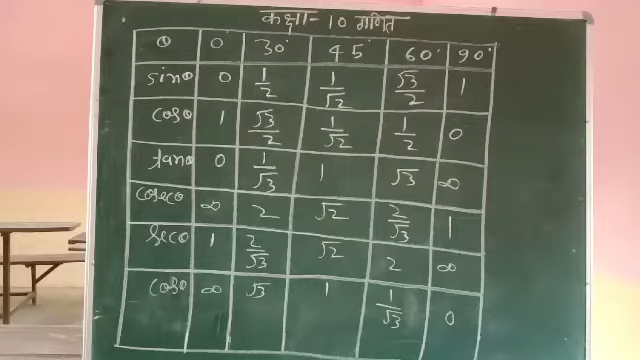 कक्षा- 10 गणित
θ 0° 30° 45° 60° 90°
sinθ 0 1/2 1/√2 √3/2 1
cosθ 1 √3/2 1/√2 1/2 0
tanθ 0 1/√3 1 √3 ∞
cosecθ ∞ 2 √2 2/√3 1
secθ 1 2/√3 √2 2 ∞
cosθ ∞ √3 1 1/√3 0